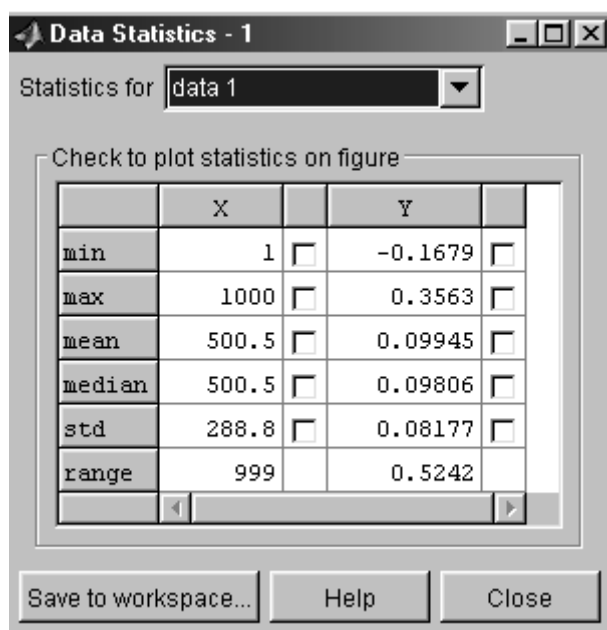 Data Statistics - 1
Statistics for data 1
Check to plot statistics on figure
X Y
min 1 -0.1679
max 1000 0.3563
mean 500.5 0.09945
median 500.5 0.09806
std 288.8 0.08177
range 999 0.5242
Save to workspace... Help Close